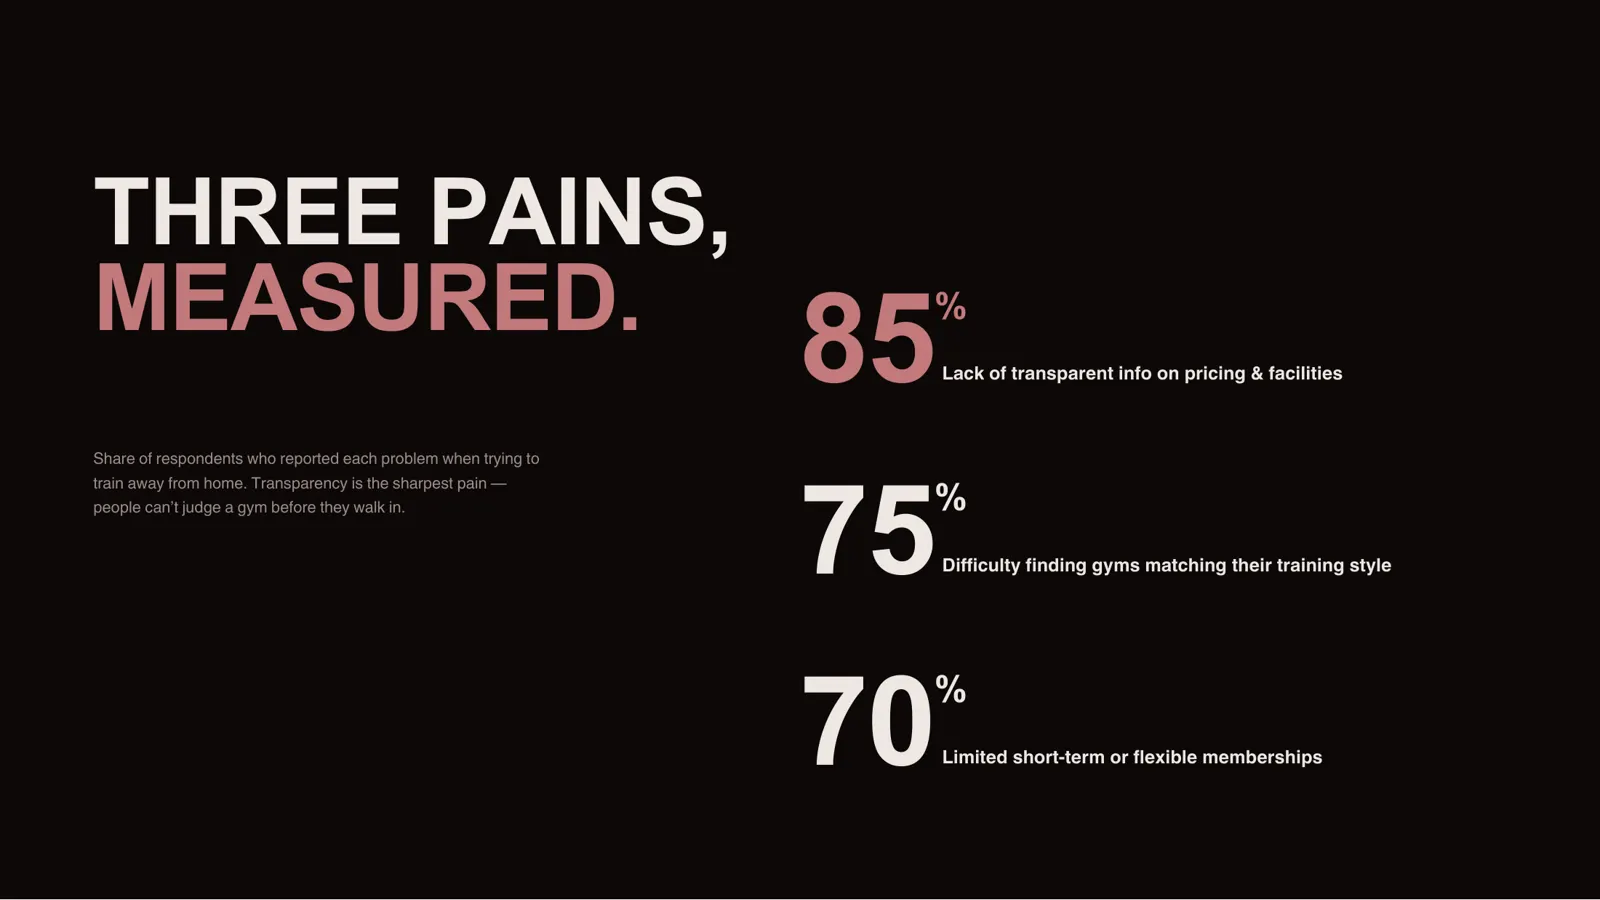 THREE PAINS,
MEASURED.
Share of respondents who reported each problem when trying to
train away from home. Transparency is the sharpest pain —
people can’t judge a gym before they walk in.
85%
Lack of transparent info on pricing & facilities
75%
Difficulty finding gyms matching their training style
70%
Limited short-term or flexible memberships